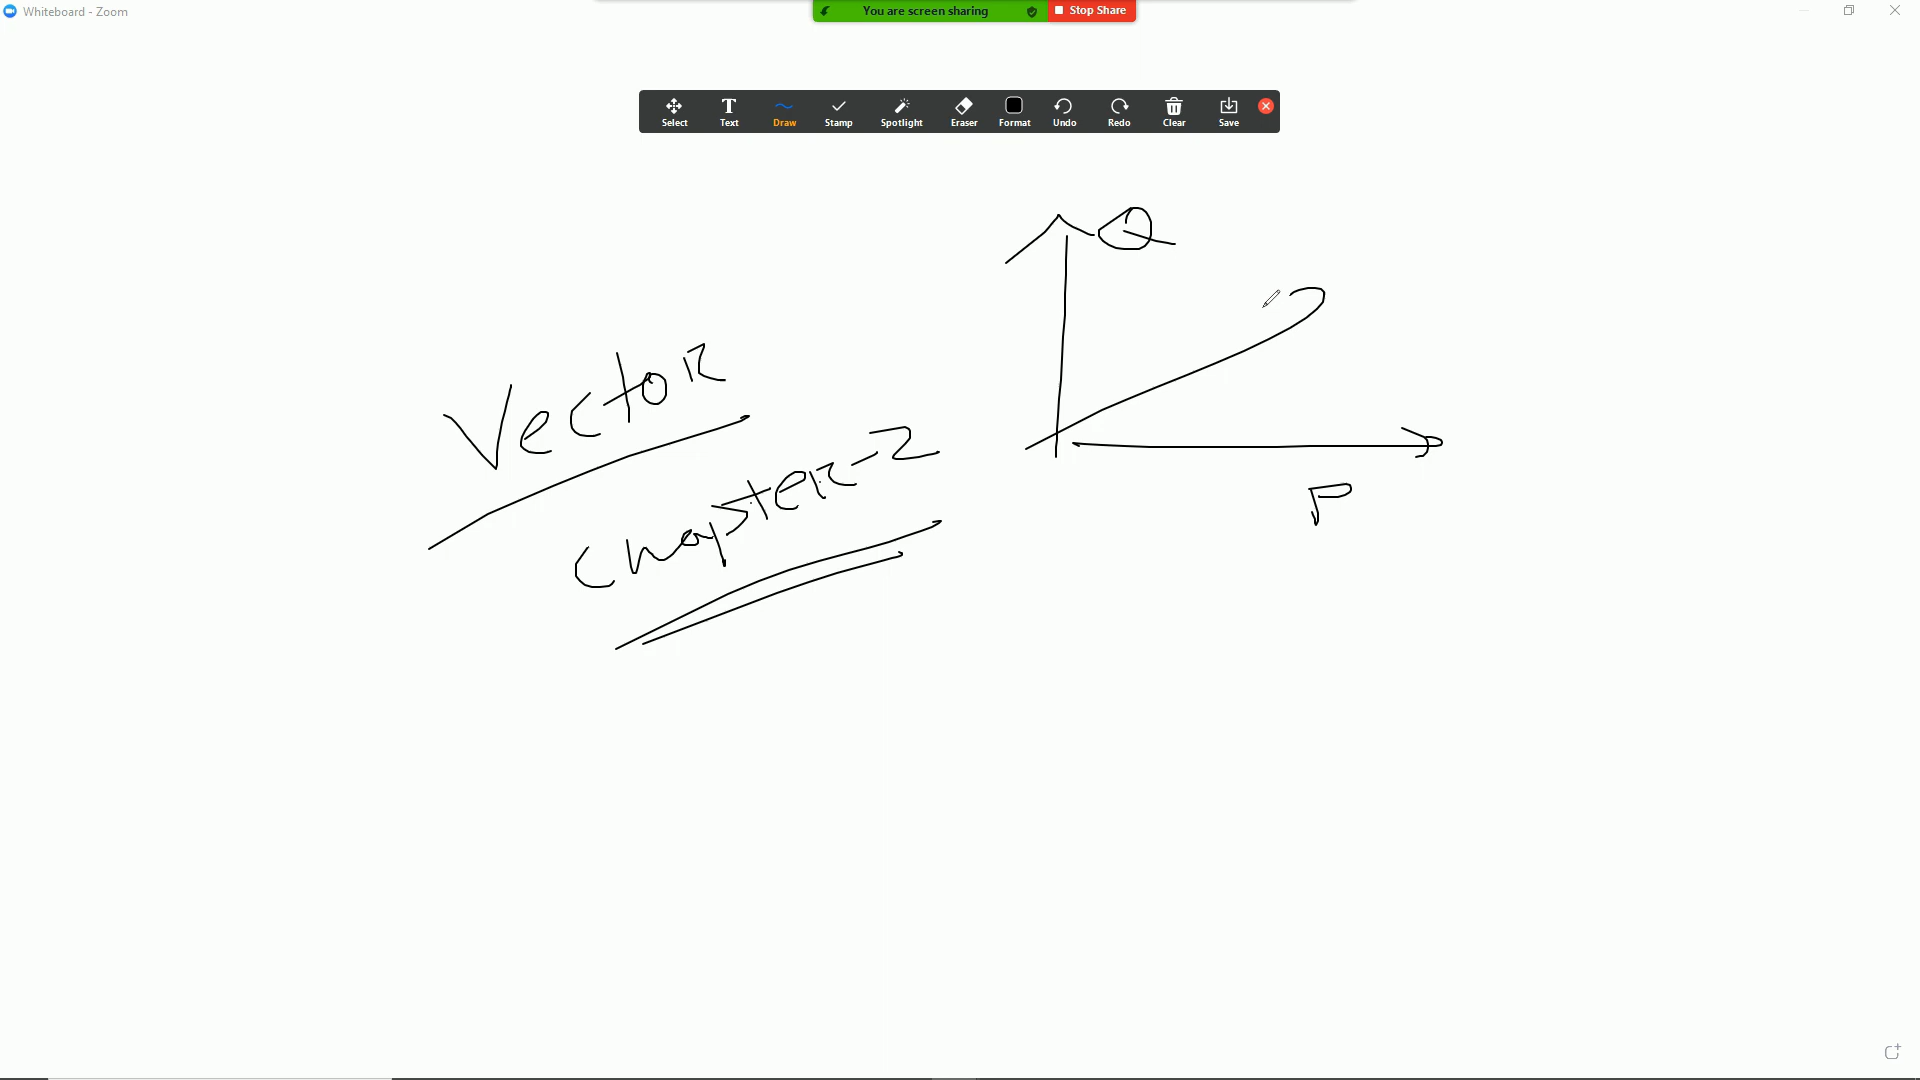 Whiteboard - Zoom
You are screen sharing
Stop Share
Select Text Draw Stamp Spotlight Eraser Format Undo Redo Clear Save
Q
Vector
chapter-2
P